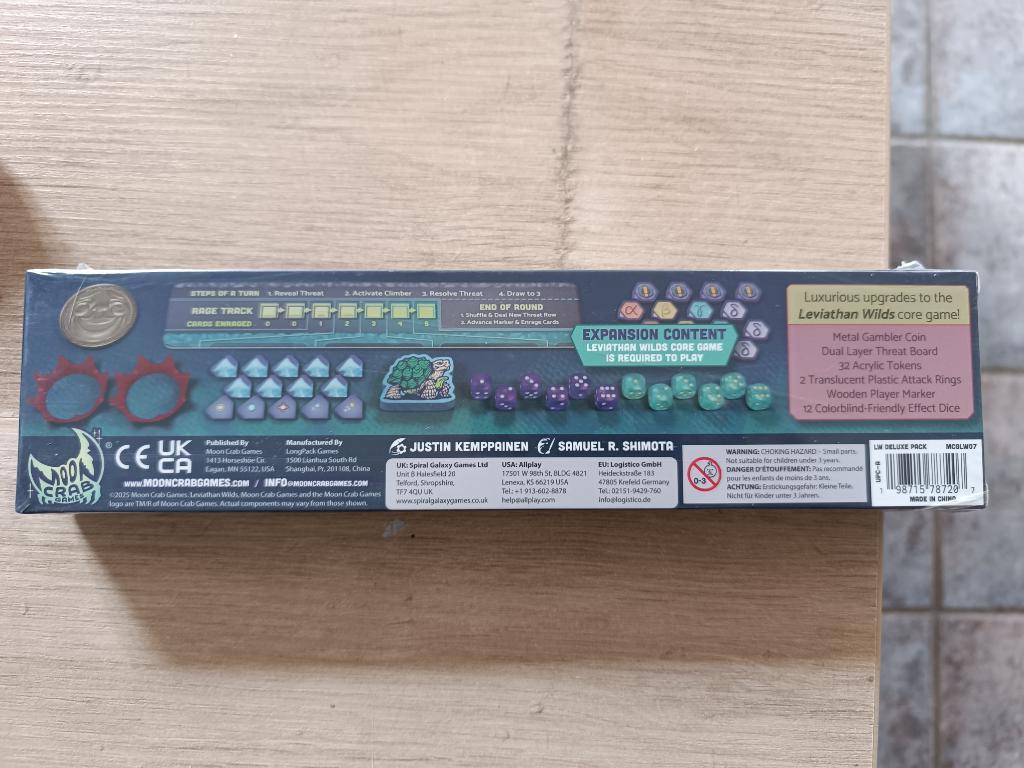 STEPS OF A TURN 1. Reveal Threat 2. Activate Climber 3. Resolve Threat 4. Draw to 3
RAGE TRACK
CARDS ENRAGED 0 0 1 2 3 4 5
END OF ROUND
1. Shuffle & Deal New Threat Row
2. Advance Marker & Enrage Cards
EXPANSION CONTENT
LEVIATHAN WILDS CORE GAME
IS REQUIRED TO PLAY
α β γ δ
δ
δ
Luxurious upgrades to the
Leviathan Wilds core game!
Metal Gambler Coin
Dual Layer Threat Board
32 Acrylic Tokens
2 Translucent Plastic Attack Rings
Wooden Player Marker
12 Colorblind-Friendly Effect Dice
MOON
CRAB
GAMES
CE UK
CA
Published By
Moon Crab Games
1413 Horseshoe Cir.
Eagan, MN 55122, USA
Manufactured By
LongPack Games
1500 Lianhua South Rd
Shanghai, Pr, 201108, China
WWW.MOONCRABGAMES.COM / INFO@MOONCRABGAMES.COM
©2025 Moon Crab Games. Leviathan Wilds, Moon Crab Games and the Moon Crab Games
logo are TM/R of Moon Crab Games. Actual components may vary from those shown.
JUSTIN KEMPPAINEN SAMUEL R. SHIMOTA
UK: Spiral Galaxy Games Ltd
Unit B Halesfield 20
Telford, Shropshire,
TF7 4QU UK
www.spiralgalaxygames.co.uk
USA: Allplay
17501 W 98th St, BLDG 4821
Lenexa, KS 66219 USA
Tel.: +1 913-602-8878
help@allplay.com
EU: Logistico GmbH
Heideckstraße 183
47805 Krefeld Germany
Tel.: 02151-9429-760
info@logistico.de
0-3
WARNING: CHOKING HAZARD - Small parts.
Not suitable for children under 3 years.
DANGER D'ÉTOUFFEMENT: Pas recommandé
pour les enfants de moins de 3 ans.
ACHTUNG: Erstickungsgefahr: Kleine Teile.
Nicht für Kinder unter 3 Jahren.
LW DELUXE PACK MCGLW07
UPC-A
1 98715 78720 7
MADE IN CHINA